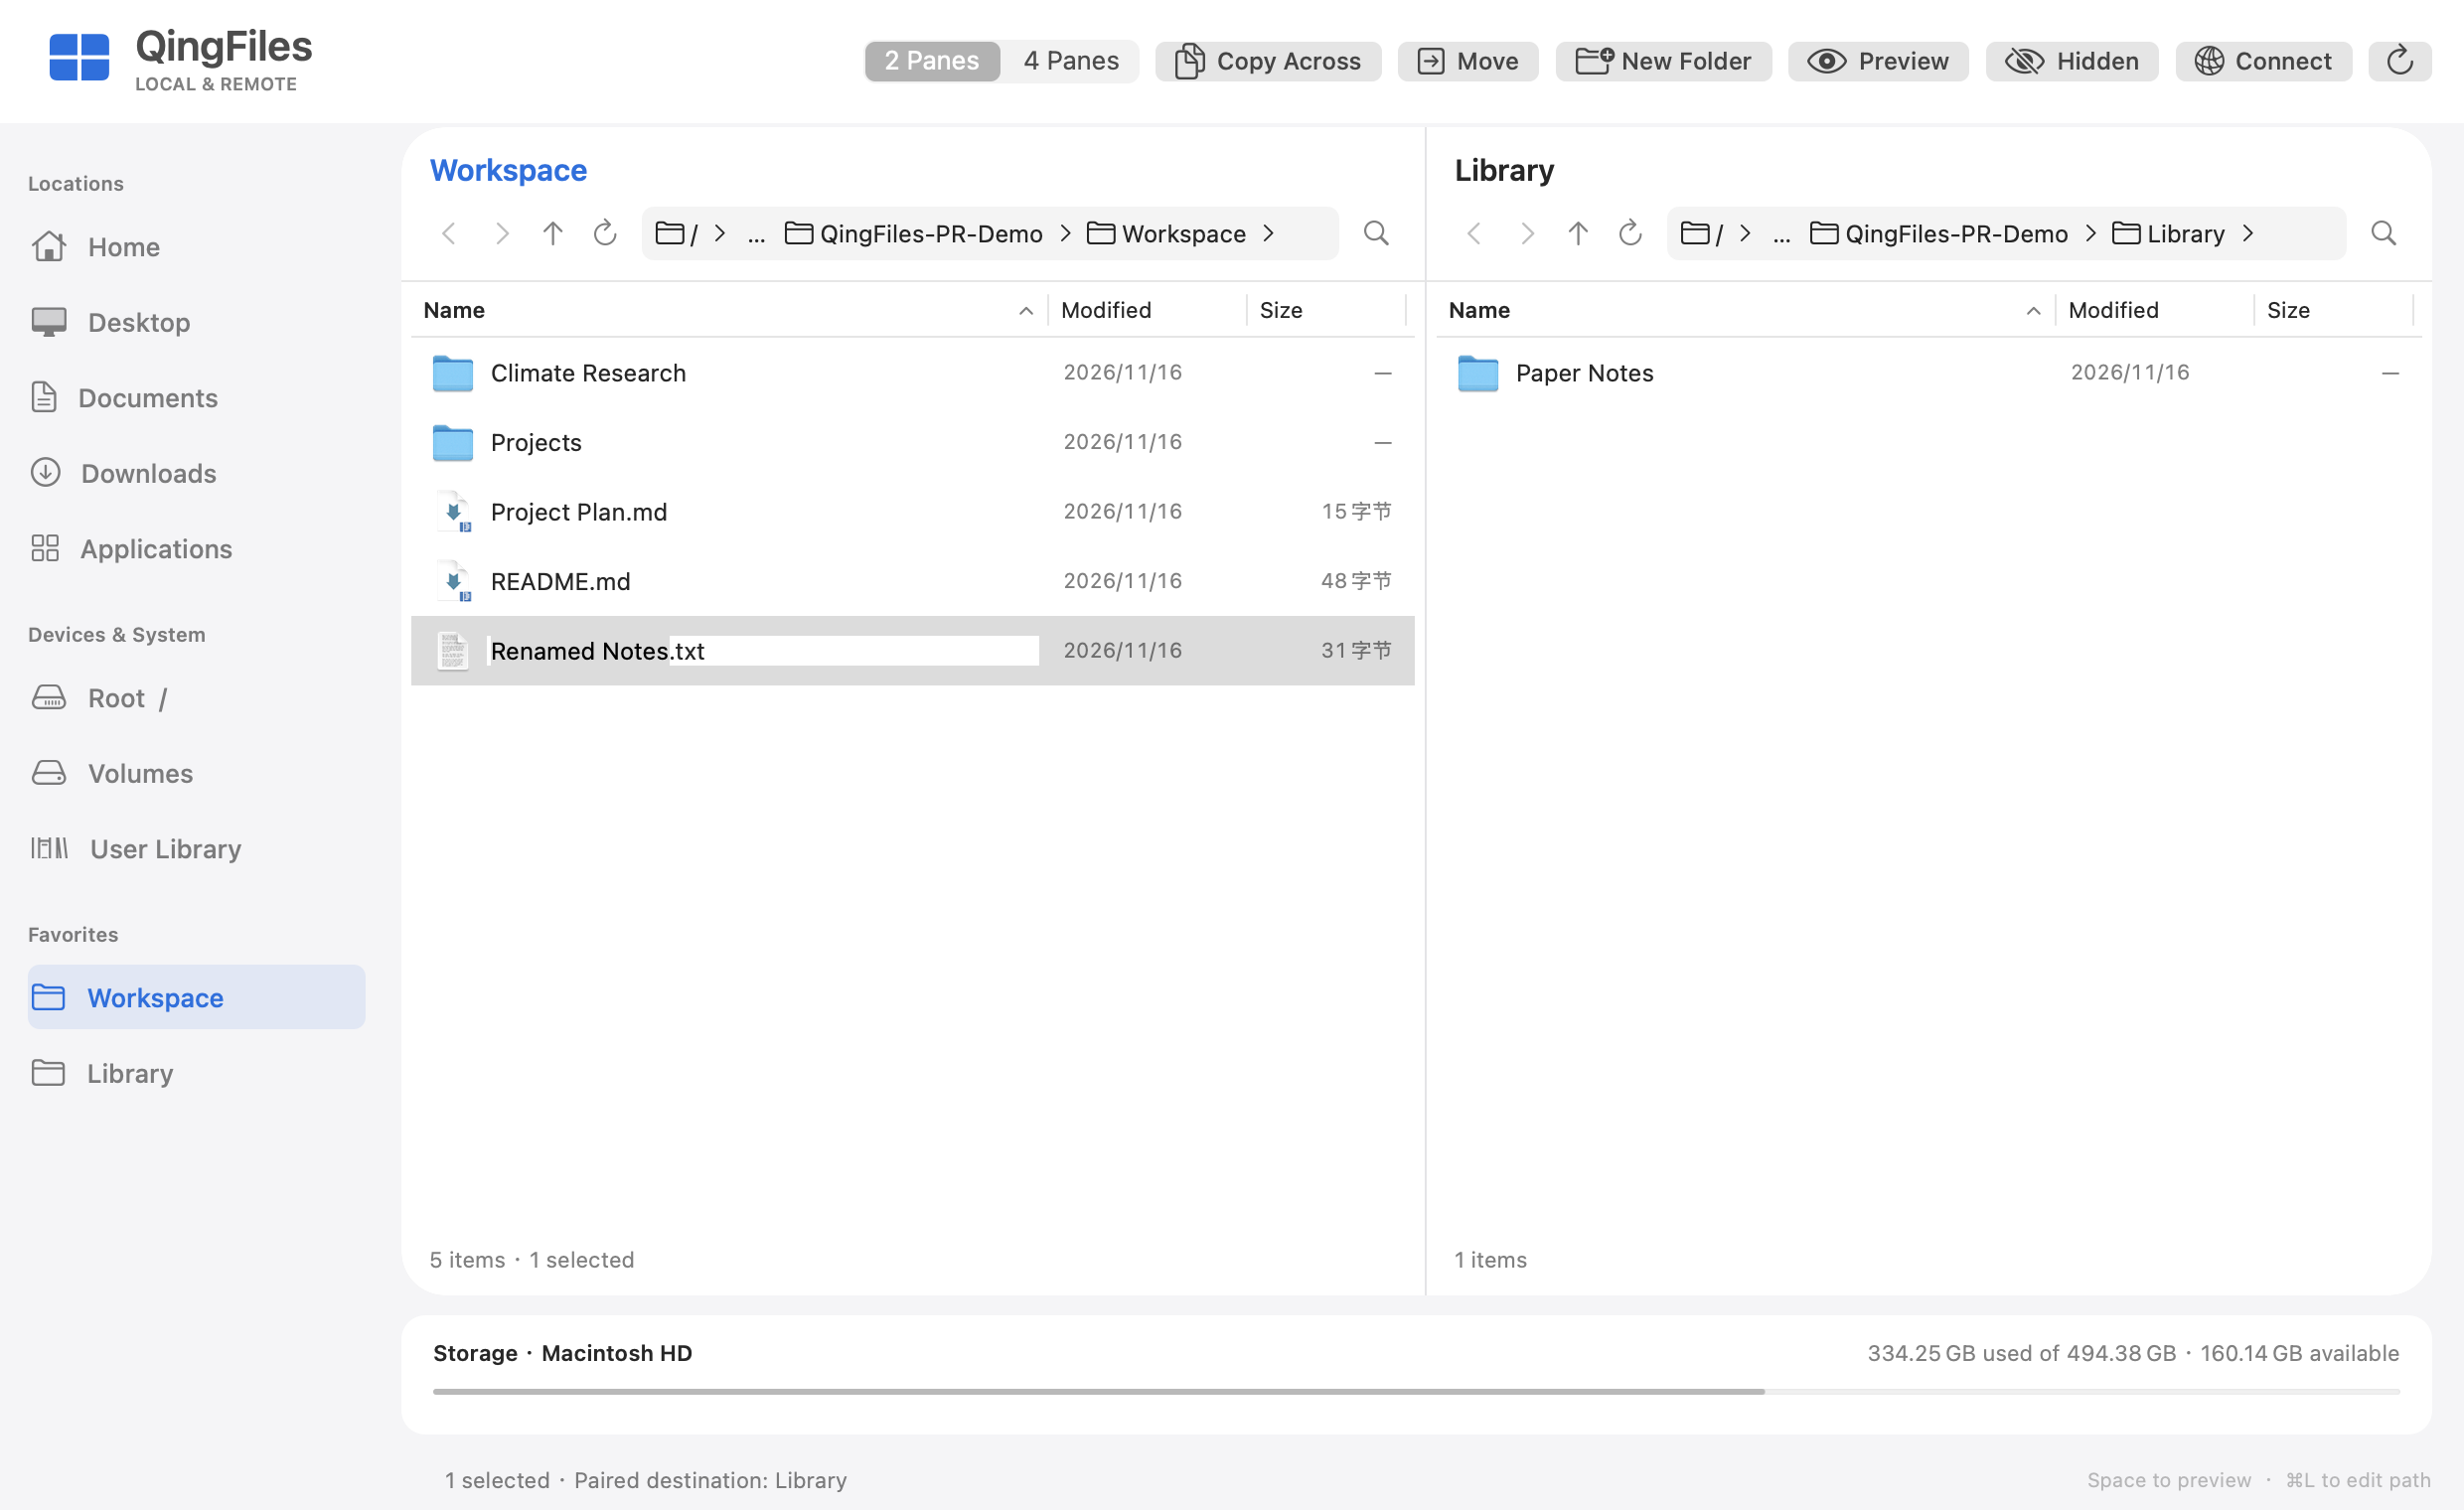 QingFiles
LOCAL & REMOTE
2 Panes 4 Panes Copy Across Move New Folder Preview Hidden Connect
Locations
Home
Desktop
Documents
Downloads
Applications
Devices & System
Root /
Volumes
User Library
Favorites
Workspace
Library
Workspace
/ > ... QingFiles-PR-Demo > Workspace >
Name Modified Size
Climate Research 2026/11/16 —
Projects 2026/11/16 —
Project Plan.md 2026/11/16 15 字节
README.md 2026/11/16 48 字节
Renamed Notes.txt 2026/11/16 31 字节
5 items · 1 selected
Library
/ > ... QingFiles-PR-Demo > Library >
Name Modified Size
Paper Notes 2026/11/16 —
1 items
Storage · Macintosh HD
334.25 GB used of 494.38 GB · 160.14 GB available
1 selected · Paired destination: Library
Space to preview · ⌘L to edit path